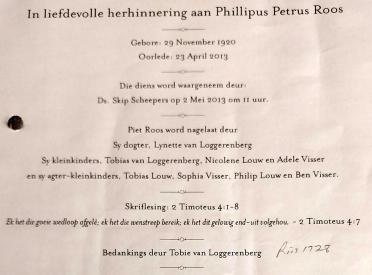 In liefdevolle herhinnering aan Phillipus Petrus Roos
Gebore: 29 November 1920
Oorlede: 23 April 2013
Die diens word waargeneem deur:
Ds. Skip Scheepers op 2 Mei 2013 om 11 uur.
Piet Roos word nagelaat deur
Sy dogter, Lynette van Loggerenberg
Sy kleinkinders, Tobias van Loggerenberg, Nicolene Louw en Adele Visser
en sy agter-kleinkinders, Tobias Louw, Sophia Visser, Philip Louw en Ben Visser.
Skriflesing: 2 Timoteus 4:1-8
Ek het die goeie wedloop afgelê; ek het die wenstreep bereik; ek het dit gelowig end-uit volgehou. - 2 Timoteus 4:7
Bedankings deur Tobie van Loggerenberg
1728